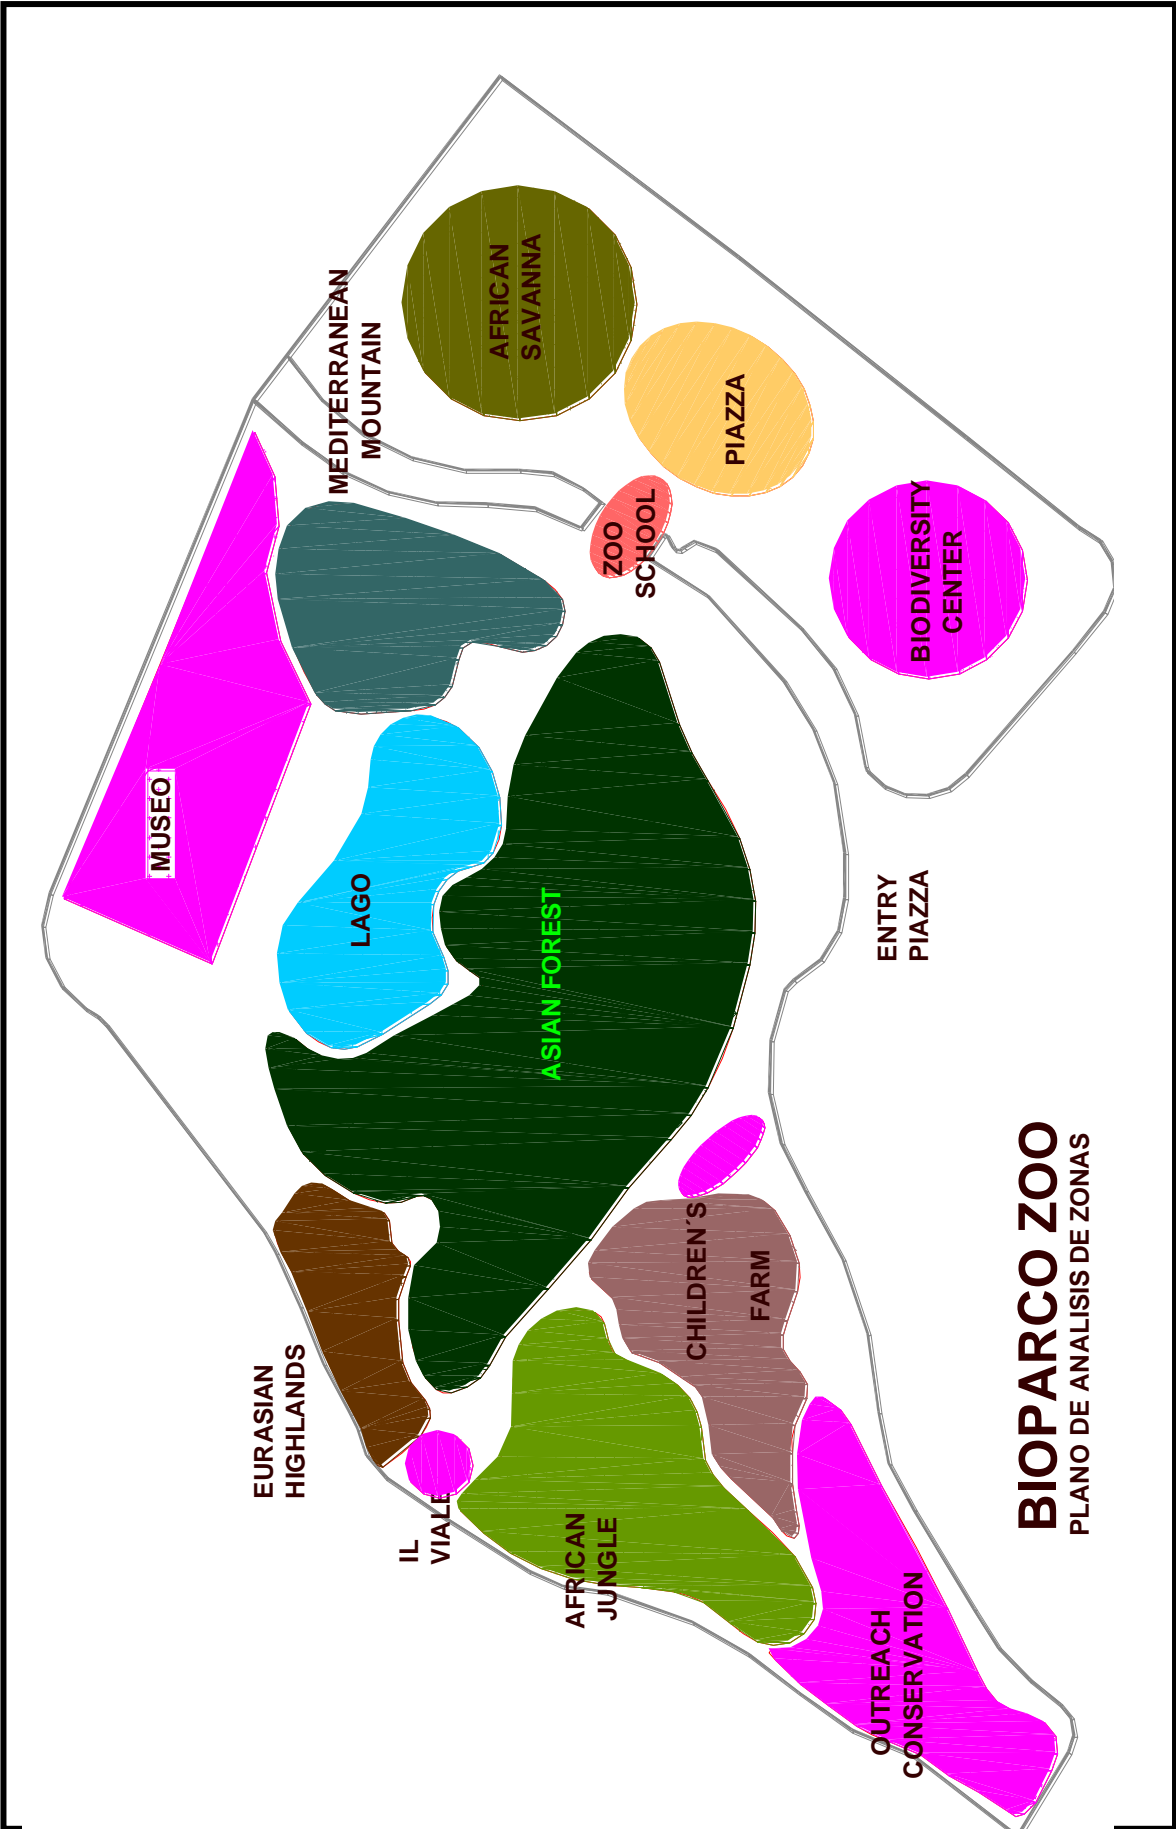 BIOPARCO ZOO
PLANO DE ANALISIS DE ZONAS
MUSEO
MEDITERRANEAN
MOUNTAIN
AFRICAN
SAVANNA
PIAZZA
ZOO
SCHOOL
BIODIVERSITY
CENTER
LAGO
ASIAN FOREST
ENTRY
PIAZZA
EURASIAN
HIGHLANDS
IL
VIALE
AFRICAN
JUNGLE
CHILDREN´S
FARM
OUTREACH
CONSERVATION